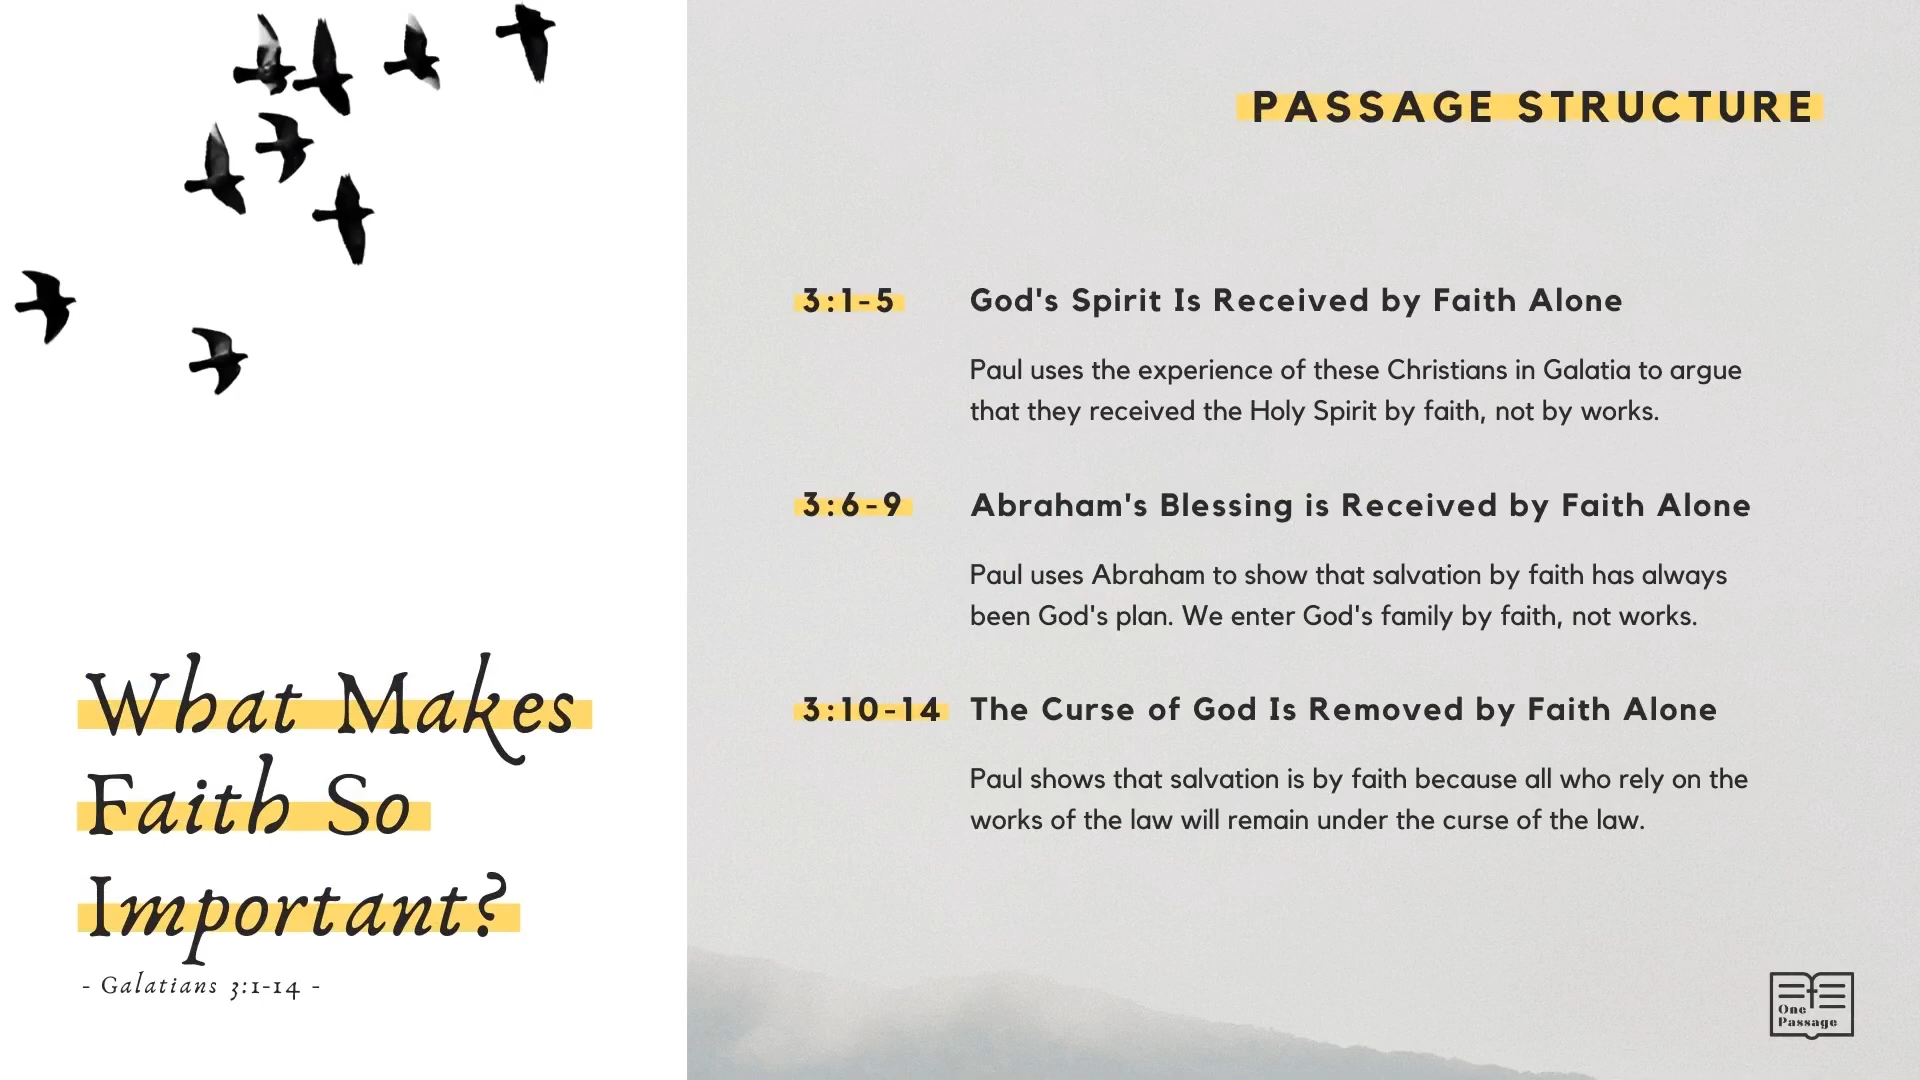 What Makes
Faith So
Important?
- Galatians 3:1-14 -
PASSAGE STRUCTURE
3:1-5 God's Spirit Is Received by Faith Alone
Paul uses the experience of these Christians in Galatia to argue
that they received the Holy Spirit by faith, not by works.
3:6-9 Abraham's Blessing is Received by Faith Alone
Paul uses Abraham to show that salvation by faith has always
been God's plan. We enter God's family by faith, not works.
3:10-14 The Curse of God Is Removed by Faith Alone
Paul shows that salvation is by faith because all who rely on the
works of the law will remain under the curse of the law.
One
Passage